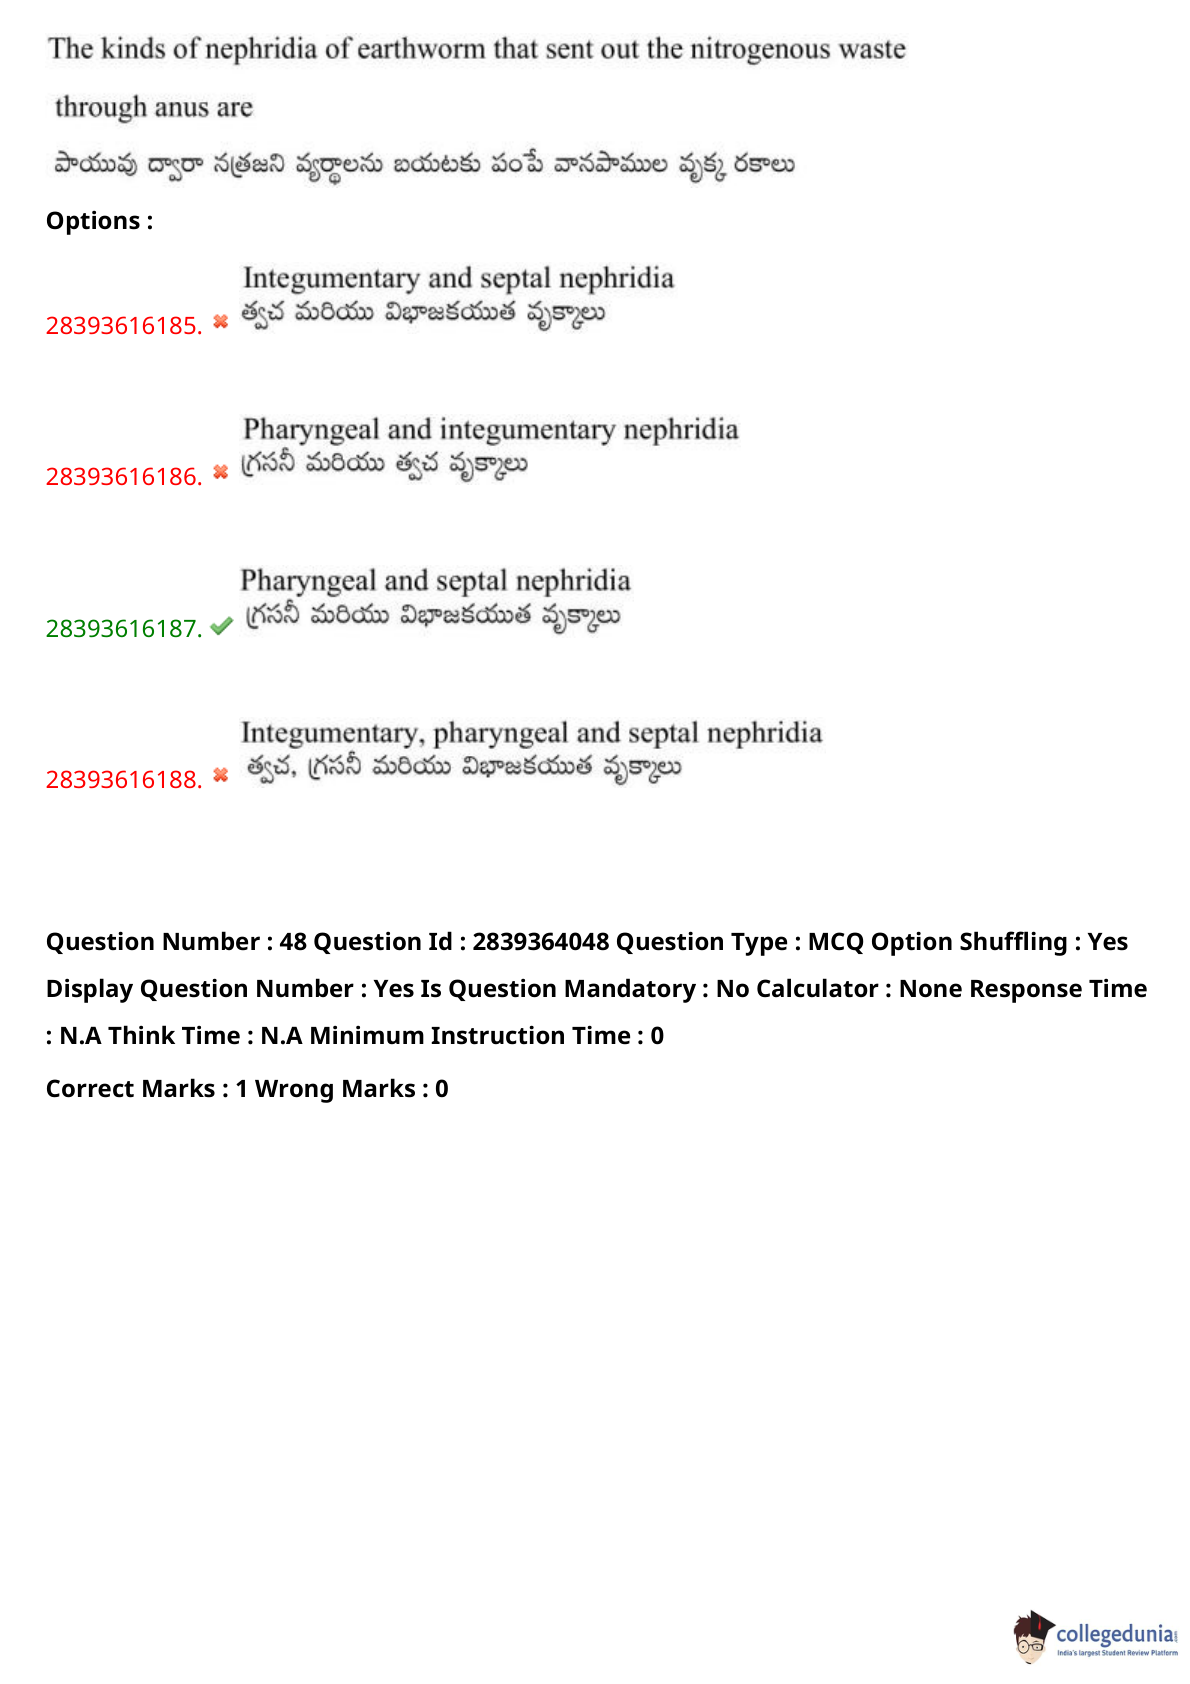 The kinds of nephridia of earthworm that sent out the nitrogenous waste
through anus are
పాయువు ద్వారా నత్రజని వ్యర్థాలను బయటకు పంపే వానపాముల వృక్క రకాలు
Options :
Integumentary and septal nephridia
త్వచ మరియు విభాజకయుత వృక్కాలు
28393616185.
Pharyngeal and integumentary nephridia
గ్రసనీ మరియు త్వచ వృక్కాలు
28393616186.
Pharyngeal and septal nephridia
గ్రసనీ మరియు విభాజకయుత వృక్కాలు
28393616187.
Integumentary, pharyngeal and septal nephridia
త్వచ, గ్రసనీ మరియు విభాజకయుత వృక్కాలు
28393616188.
Question Number : 48 Question Id : 2839364048 Question Type : MCQ Option Shuffling : Yes
Display Question Number : Yes Is Question Mandatory : No Calculator : None Response Time
: N.A Think Time : N.A Minimum Instruction Time : 0
Correct Marks : 1 Wrong Marks : 0
collegedunia
India's largest Student Review Platform